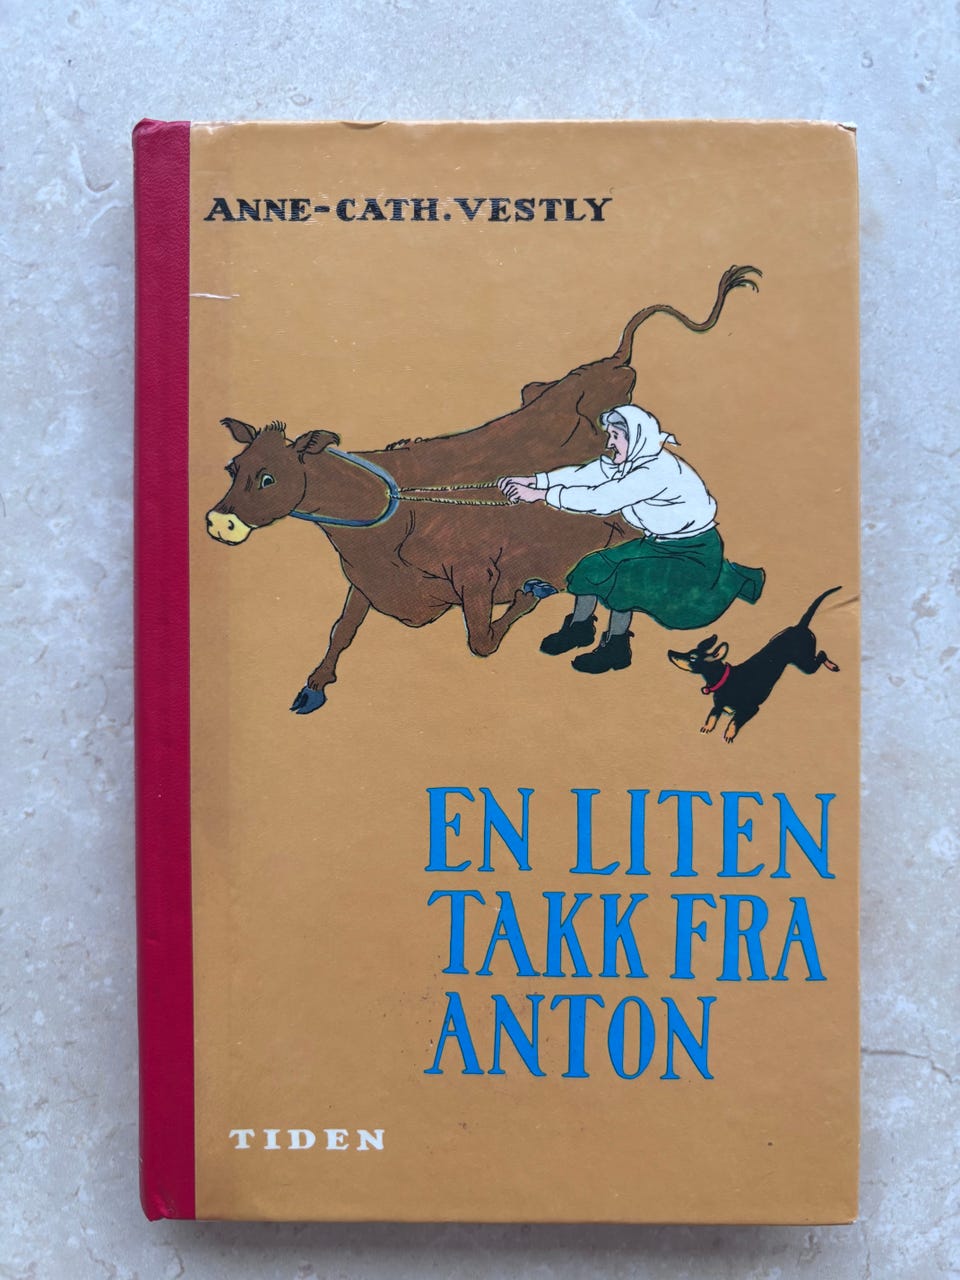 ANNE-CATH. VESTLY
EN LITEN
TAKK FRA
ANTON
TIDEN